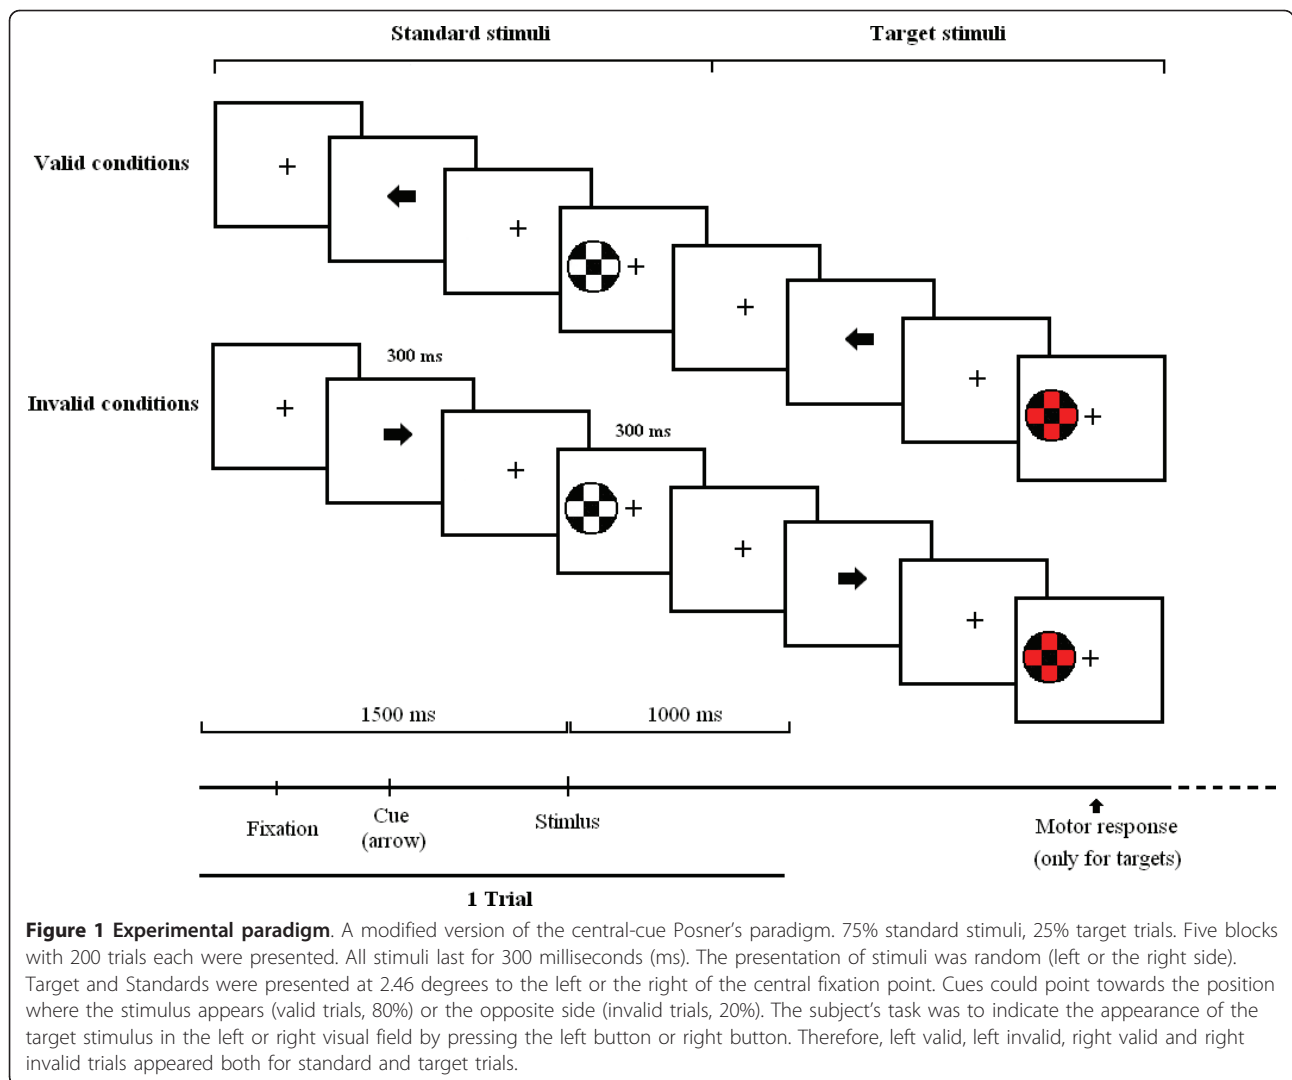 Standard stimuli
Target stimuli
Valid conditions
300 ms
Invalid conditions
300 ms
1500 ms
1000 ms
Fixation
Cue
(arrow)
Stimlus
Motor response
(only for targets)
1 Trial
Figure 1 Experimental paradigm. A modified version of the central-cue Posner's paradigm. 75% standard stimuli, 25% target trials. Five blocks
with 200 trials each were presented. All stimuli last for 300 milliseconds (ms). The presentation of stimuli was random (left or the right side).
Target and Standards were presented at 2.46 degrees to the left or the right of the central fixation point. Cues could point towards the position
where the stimulus appears (valid trials, 80%) or the opposite side (invalid trials, 20%). The subject's task was to indicate the appearance of the
target stimulus in the left or right visual field by pressing the left button or right button. Therefore, left valid, left invalid, right valid and right
invalid trials appeared both for standard and target trials.